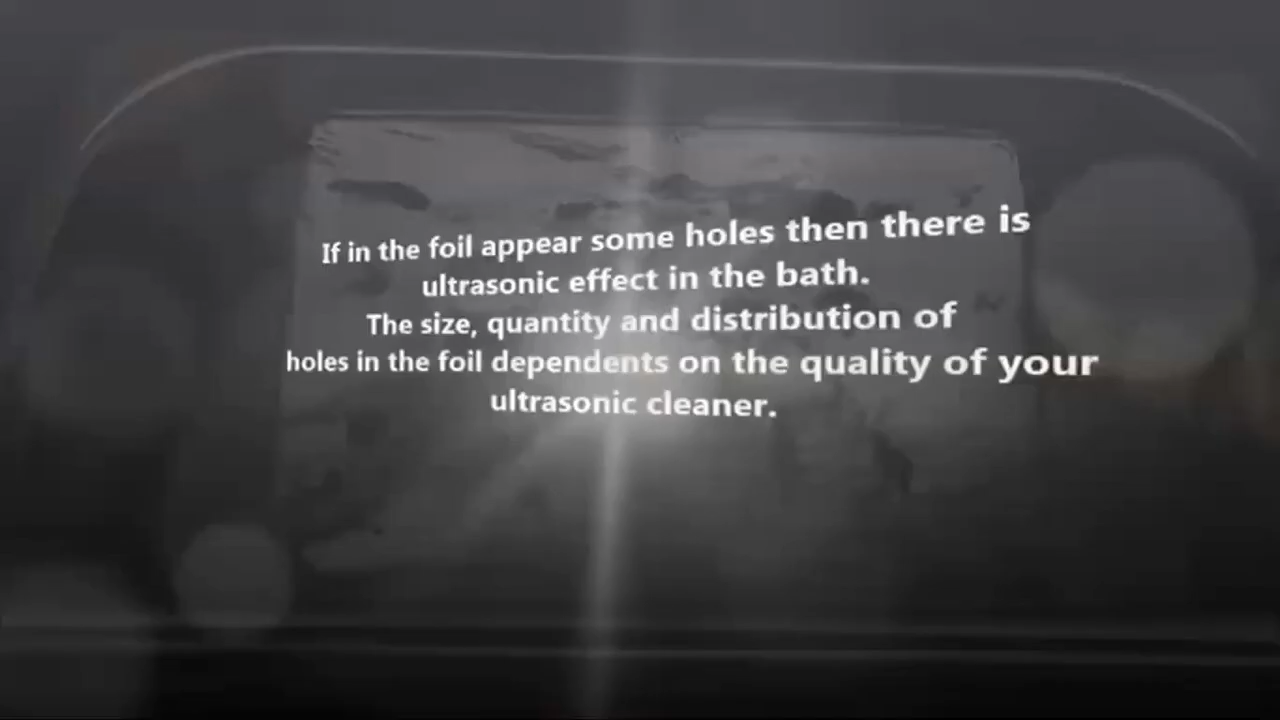 If in the foil appear some holes then there is
ultrasonic effect in the bath.
The size, quantity and distribution of
holes in the foil dependents on the quality of your
ultrasonic cleaner.